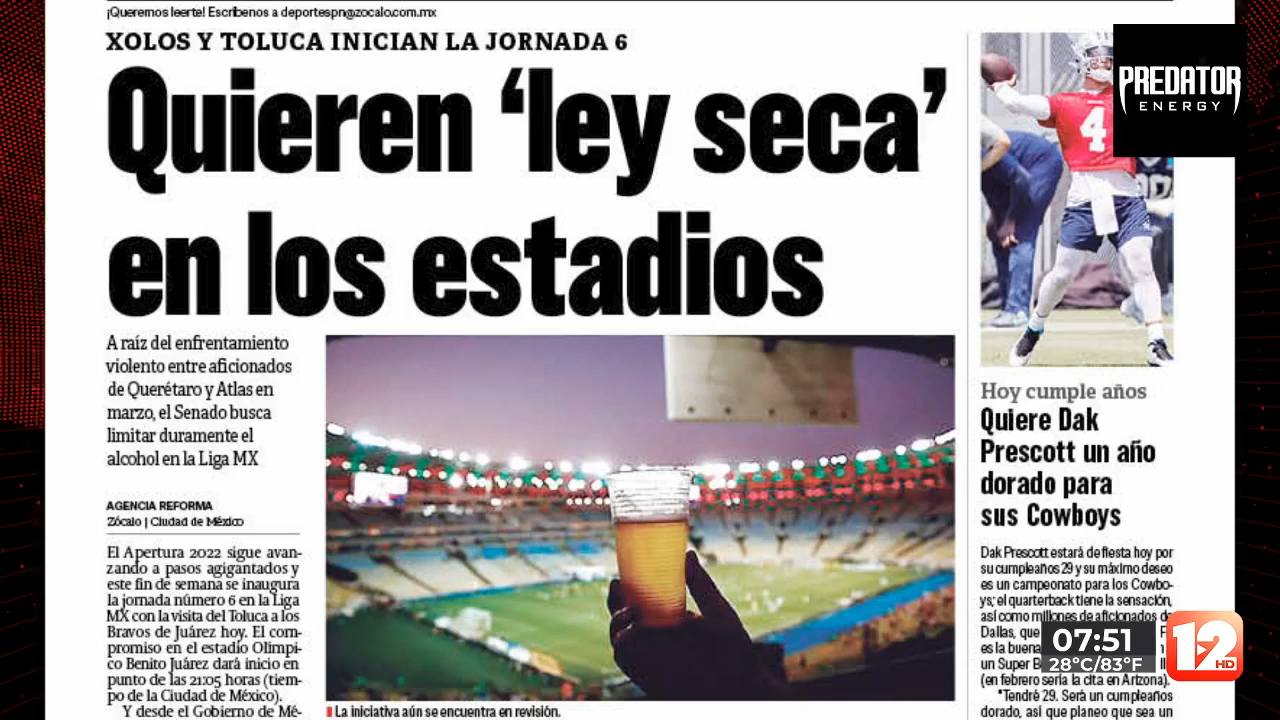 ¡Queremos leerte! Escríbenos a deportespn@zocalo.com.mx
XOLOS Y TOLUCA INICIAN LA JORNADA 6
Quieren ‘ley seca’
en los estadios
A raíz del enfrentamiento
violento entre aficionados
de Querétaro y Atlas en
marzo, el Senado busca
limitar duramente el
alcohol en la Liga MX
AGENCIA REFORMA
Zócalo | Ciudad de México
El Apertura 2022 sigue avan-
zando a pasos agigantados y
este fin de semana se inaugura
la jornada número 6 en la Liga
MX con la visita del Toluca a los
Bravos de Juárez hoy. El com-
promiso en el estadio Olímpi-
co Benito Juárez dará inicio en
punto de las 21:05 horas (tiem-
po de la Ciudad de México).
Y desde el Gobierno de Mé-
La iniciativa aún se encuentra en revisión.
4
PREDATOR
ENERGY
Hoy cumple años
Quiere Dak
Prescott un año
dorado para
sus Cowboys
Dak Prescott estará de fiesta hoy por
su cumpleaños 29 y su máximo deseo
es un campeonato para los Cowbo-
ys; el quarterback tiene la sensación,
así como millones de aficionados de
Dallas, que
es la buena
un Super B
(en febrero sería la cita en Arizona).
"Tendré 29. Será un cumpleaños
dorado, así que planeo que sea un
07:51
28°C/83°F
12
HD